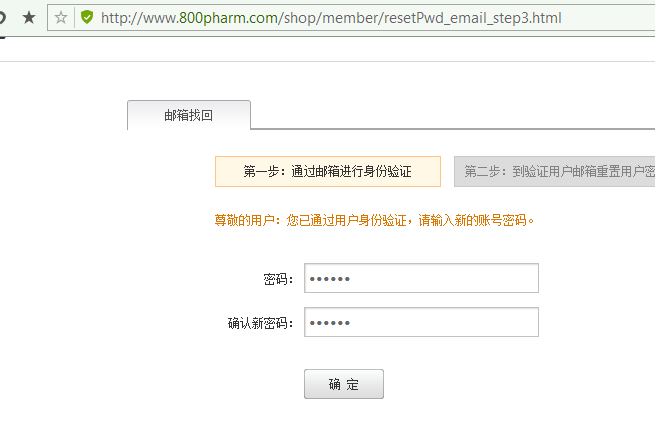 http://www.800pharm.com/shop/member/resetPwd_email_step3.html
邮箱找回
第一步：通过邮箱进行身份验证
第二步：到验证用户邮箱重置用户密
尊敬的用户：您已通过用户身份验证，请输入新的账号密码。
密码：
••••••
确认新密码：
••••••
确 定